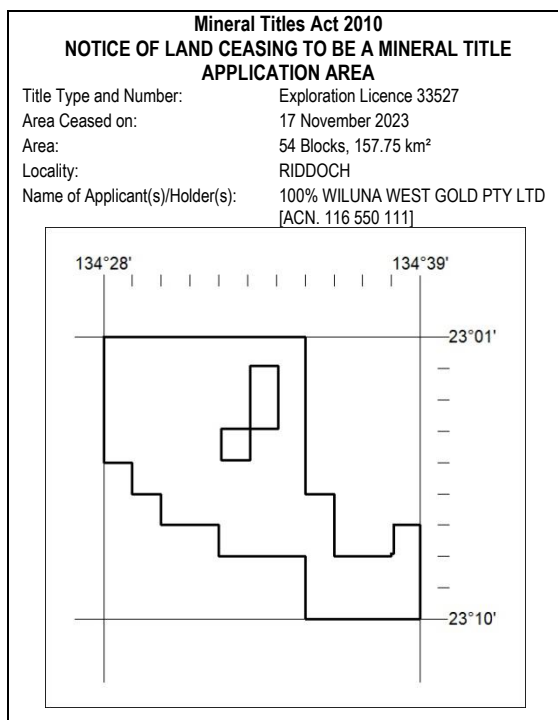 Mineral Titles Act 2010
NOTICE OF LAND CEASING TO BE A MINERAL TITLE
APPLICATION AREA
Title Type and Number: Exploration Licence 33527
Area Ceased on: 17 November 2023
Area: 54 Blocks, 157.75 km²
Locality: RIDDOCH
Name of Applicant(s)/Holder(s): 100% WILUNA WEST GOLD PTY LTD
[ACN. 116 550 111]
134°28' 134°39'
23°01'
23°10'